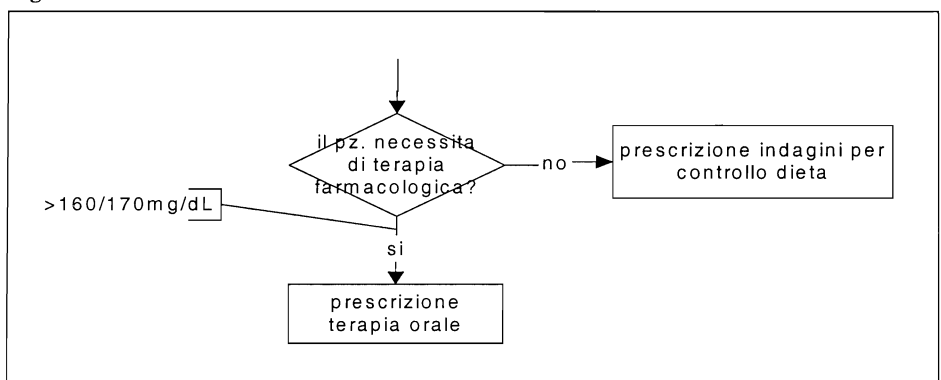 il pz. necessita
di terapia
farmacologica?
no
prescrizione indagini per
controllo dieta
>160/170mg/dL
si
prescrizione
terapia orale